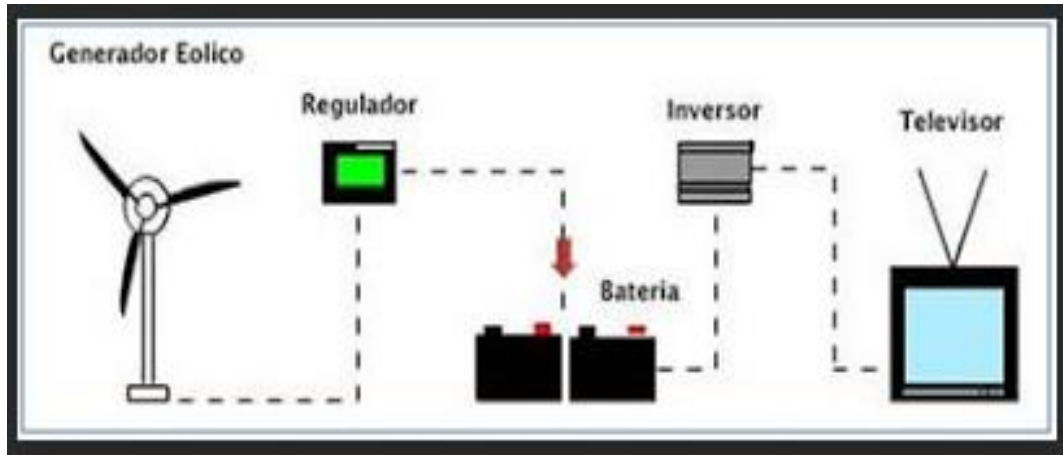 Generador Eolico
Regulador
Inversor
Televisor
Bateria